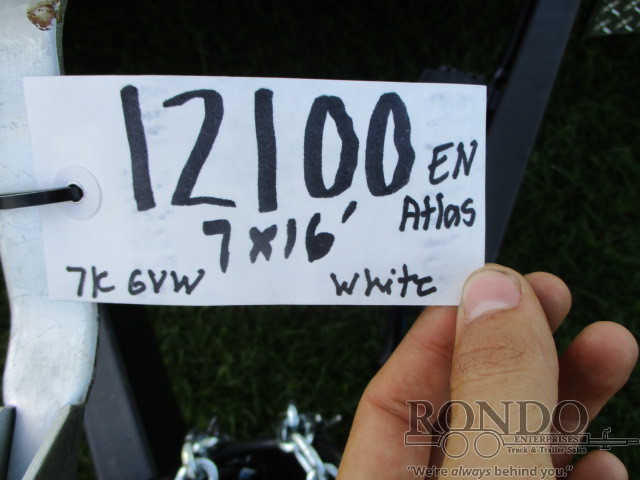 12100 EN
Atlas
7x16'
7K GVW White
RONDO
ENTERPRISES
Truck & Trailer Sales
"We're always behind you."